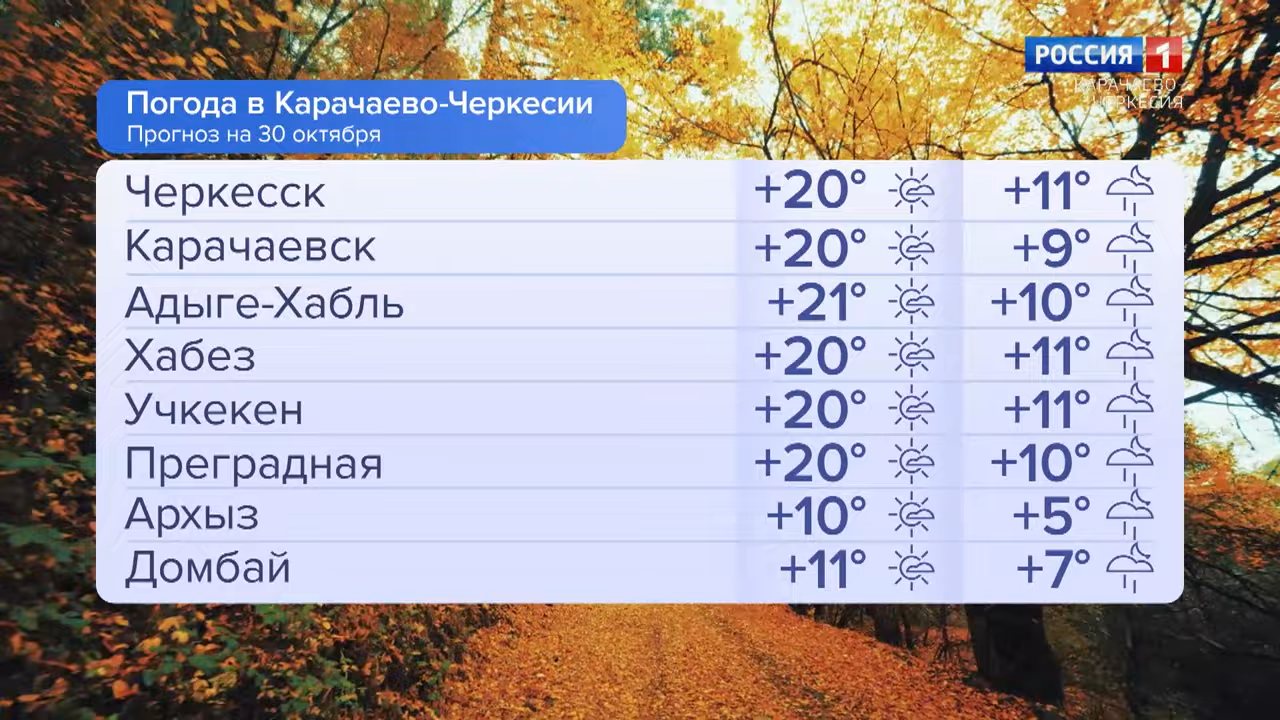 РОССИЯ 1
КАРАЧАЕВО
ЧЕРКЕСИЯ
Погода в Карачаево-Черкесии
Прогноз на 30 октября
Черкесск +20° +11°
Карачаевск +20° +9°
Адыге-Хабль +21° +10°
Хабез +20° +11°
Учкекен +20° +11°
Преградная +20° +10°
Архыз +10° +5°
Домбай +11° +7°